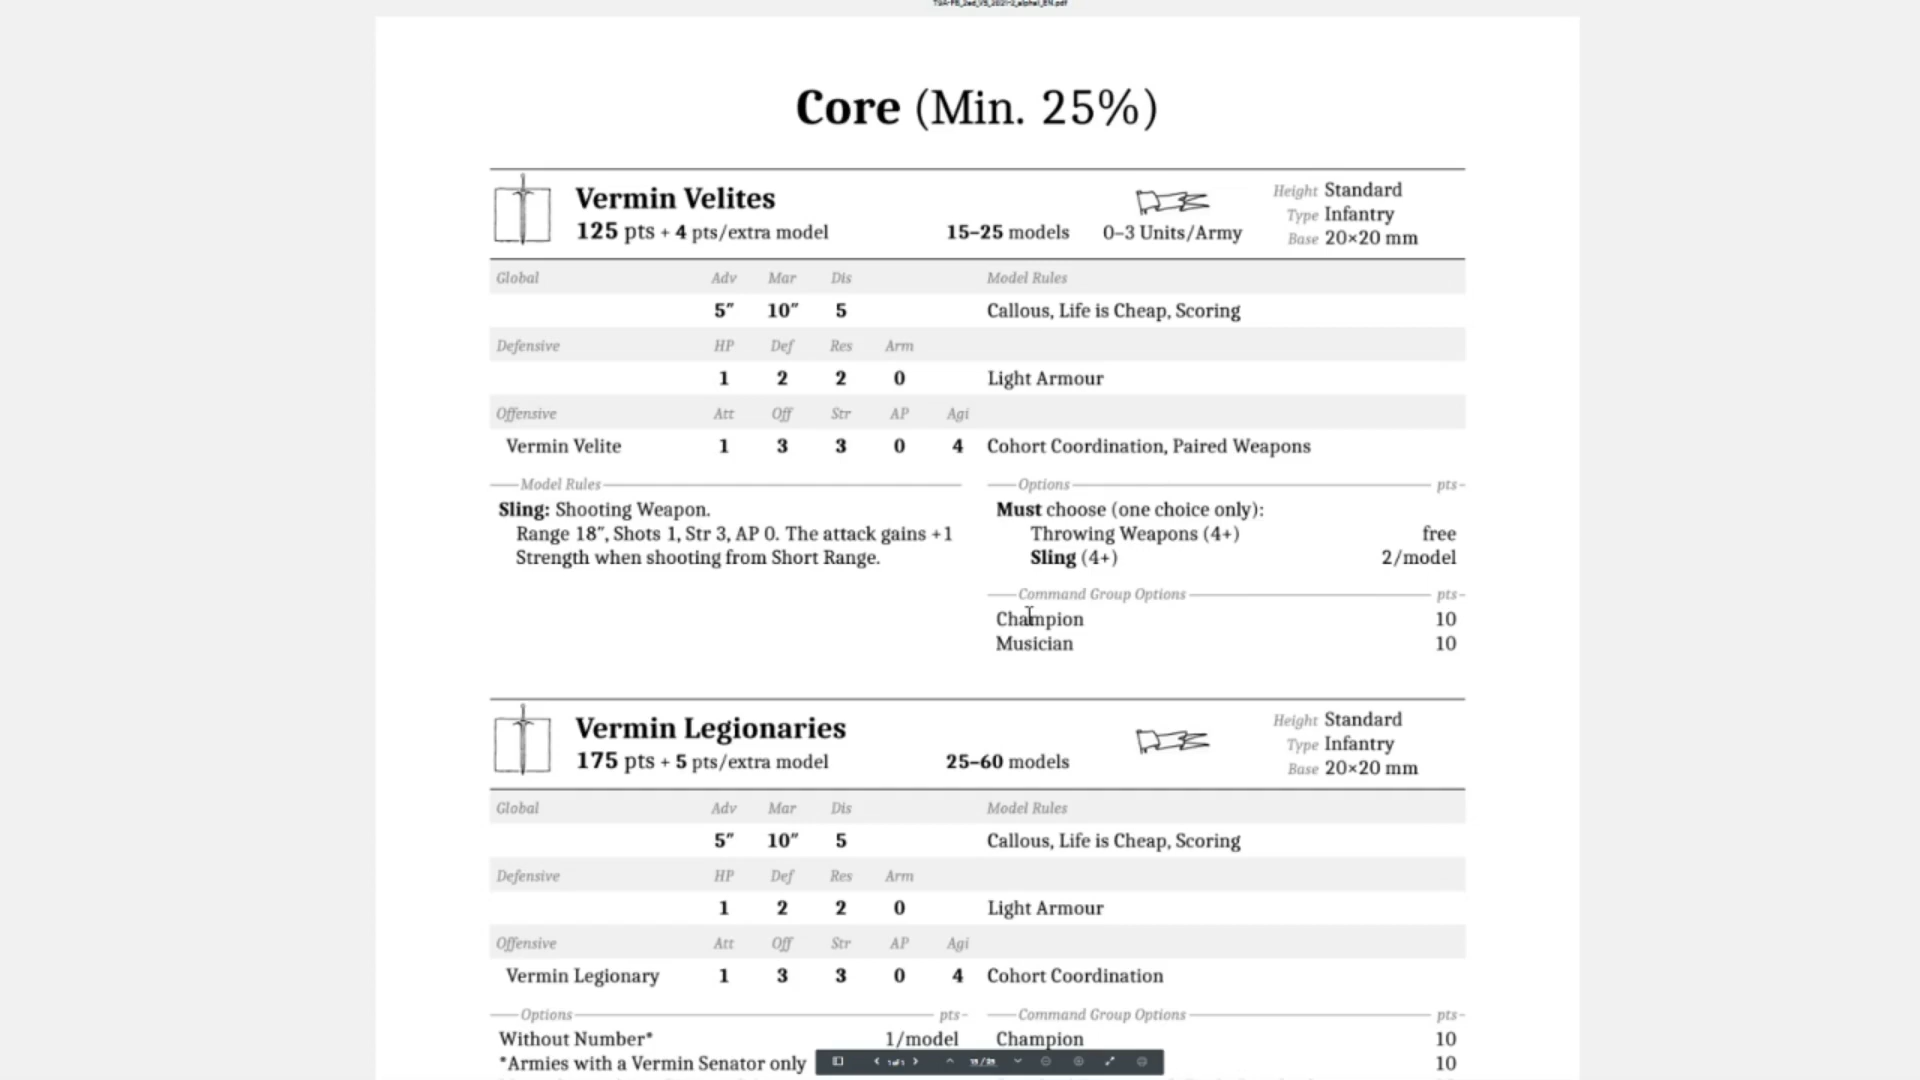 Core (Min. 25%)
Vermin Velites
125 pts + 4 pts/extra model 15–25 models 0–3 Units/Army
Height Standard
Type Infantry
Base 20×20 mm
Global Adv Mar Dis Model Rules
5″ 10″ 5 Callous, Life is Cheap, Scoring
Defensive HP Def Res Arm
1 2 2 0 Light Armour
Offensive Att Off Str AP Agi
Vermin Velite 1 3 3 0 4 Cohort Coordination, Paired Weapons
Model Rules
Sling: Shooting Weapon.
Range 18″, Shots 1, Str 3, AP 0. The attack gains +1
Strength when shooting from Short Range.
Options pts
Must choose (one choice only):
Throwing Weapons (4+) free
Sling (4+) 2/model
Command Group Options pts
Champion 10
Musician 10
Vermin Legionaries
175 pts + 5 pts/extra model 25–60 models
Height Standard
Type Infantry
Base 20×20 mm
Global Adv Mar Dis Model Rules
5″ 10″ 5 Callous, Life is Cheap, Scoring
Defensive HP Def Res Arm
1 2 2 0 Light Armour
Offensive Att Off Str AP Agi
Vermin Legionary 1 3 3 0 4 Cohort Coordination
Options pts
Without Number* 1/model
*Armies with a Vermin Senator only
Command Group Options pts
Champion 10
10